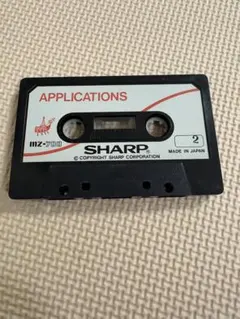 APPLICATIONS
MZ-700
SHARP®
© COPYRIGHT SHARP CORPORATION
2
MADE IN JAPAN